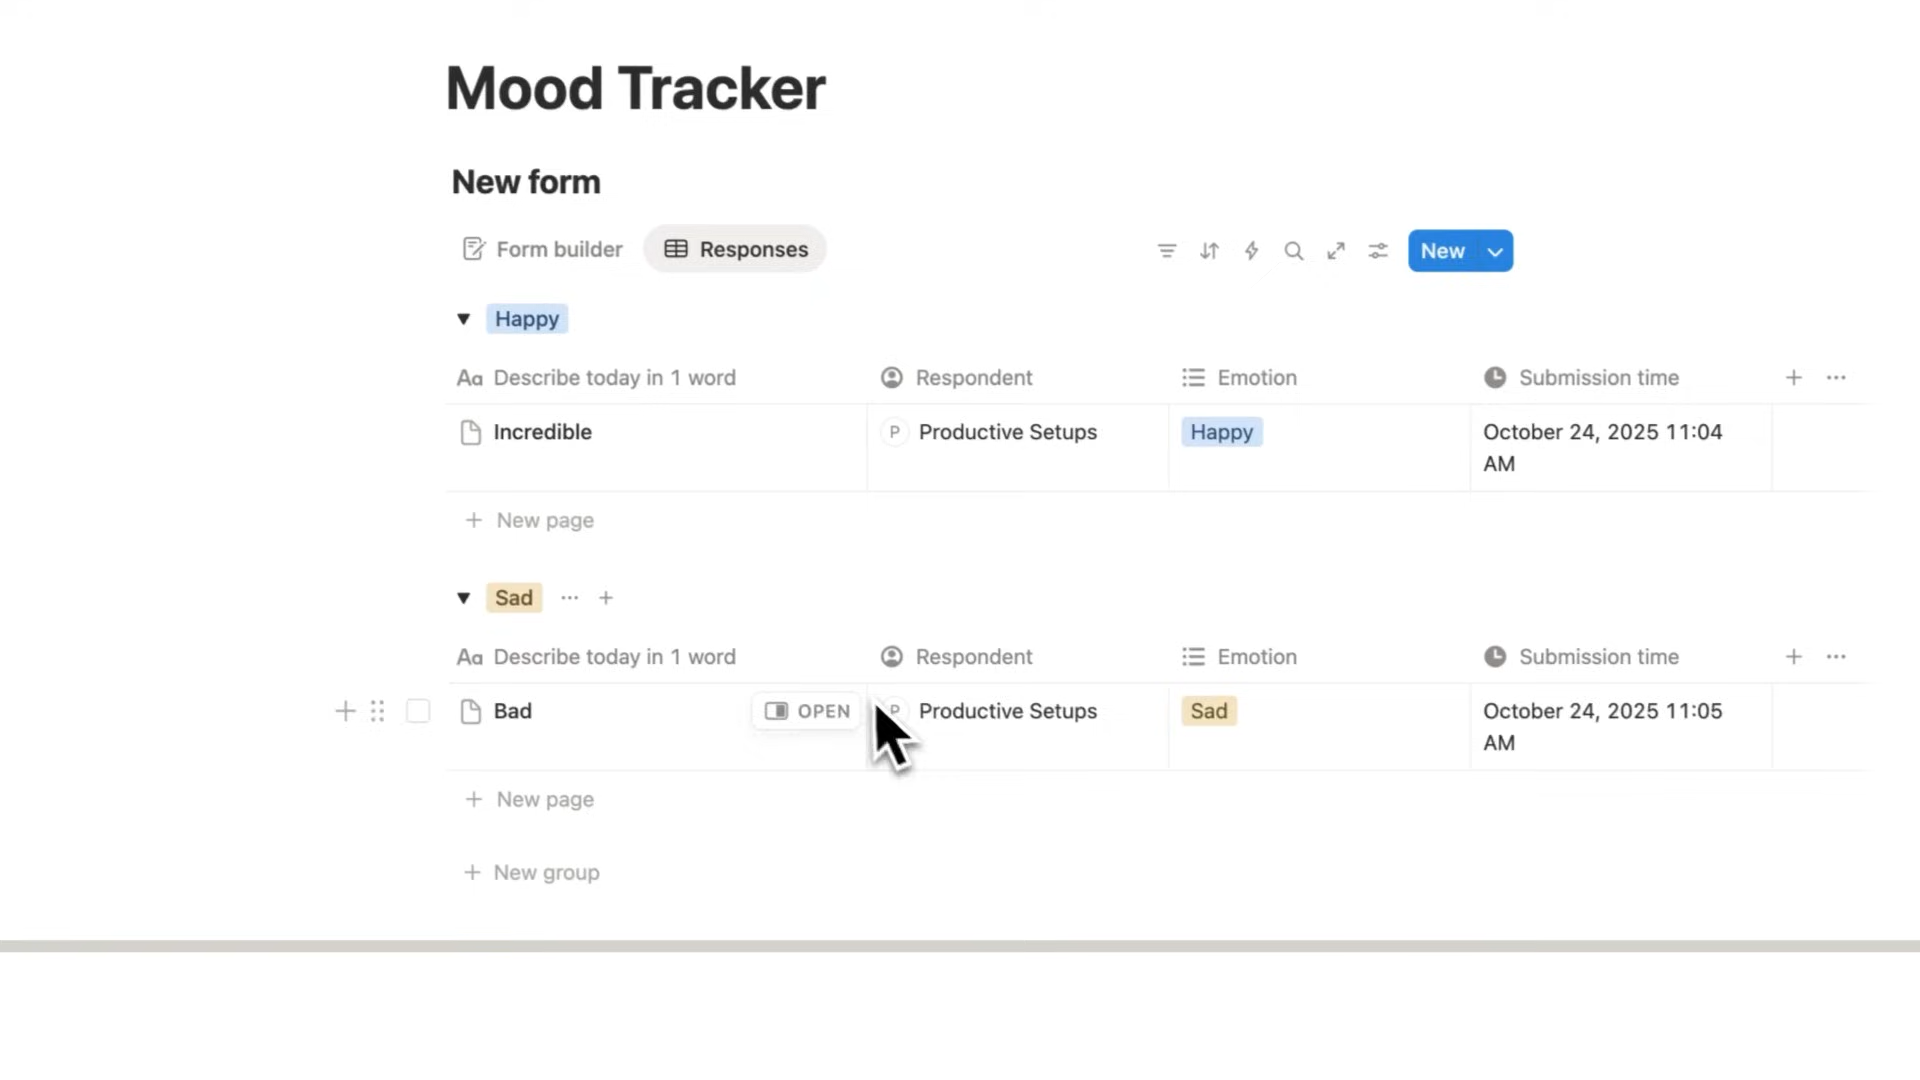 Mood Tracker
New form
Form builder Responses New
Happy
Aa Describe today in 1 word Respondent Emotion Submission time
Incredible P Productive Setups Happy October 24, 2025 11:04
AM
New page
Sad
Aa Describe today in 1 word Respondent Emotion Submission time
Bad OPEN P Productive Setups Sad October 24, 2025 11:05
AM
New page
New group